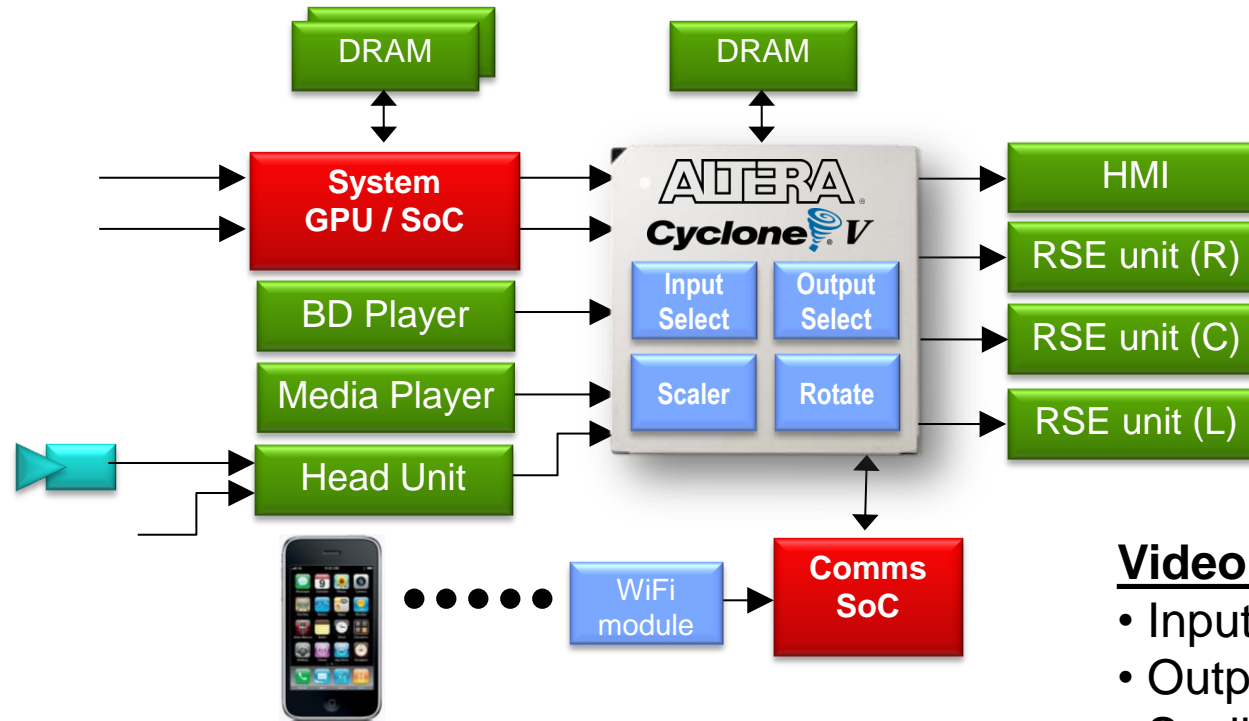 DRAM
DRAM
System
GPU / SoC
BD Player
Media Player
Head Unit
ALTERA®
Cyclone® V
Input
Select
Output
Select
Scaler
Rotate
HMI
RSE unit (R)
RSE unit (C)
RSE unit (L)
WiFi
module
Comms
SoC
Video
• Input
• Outp